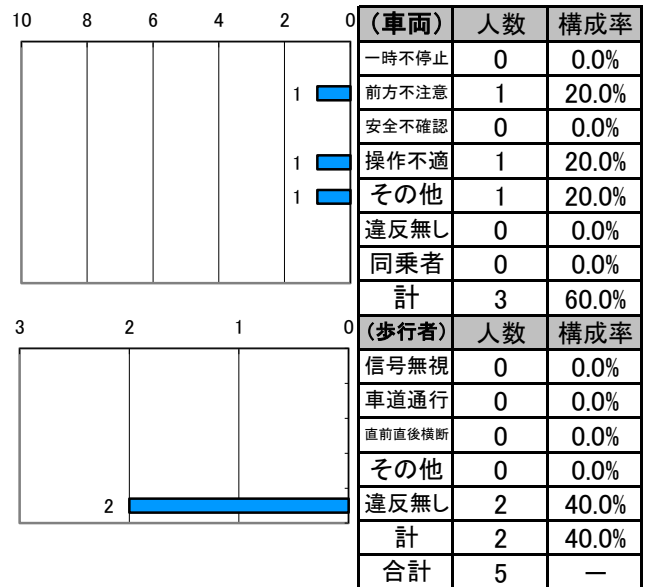 10 8 6 4 2 0 (車両) 人数 構成率
一時不停止 0 0.0%
1 前方不注意 1 20.0%
安全不確認 0 0.0%
1 操作不適 1 20.0%
1 その他 1 20.0%
違反無し 0 0.0%
同乗者 0 0.0%
計 3 60.0%
3 2 1 0 (歩行者) 人数 構成率
信号無視 0 0.0%
車道通行 0 0.0%
直前直後横断 0 0.0%
その他 0 0.0%
2 違反無し 2 40.0%
計 2 40.0%
合計 5 ―